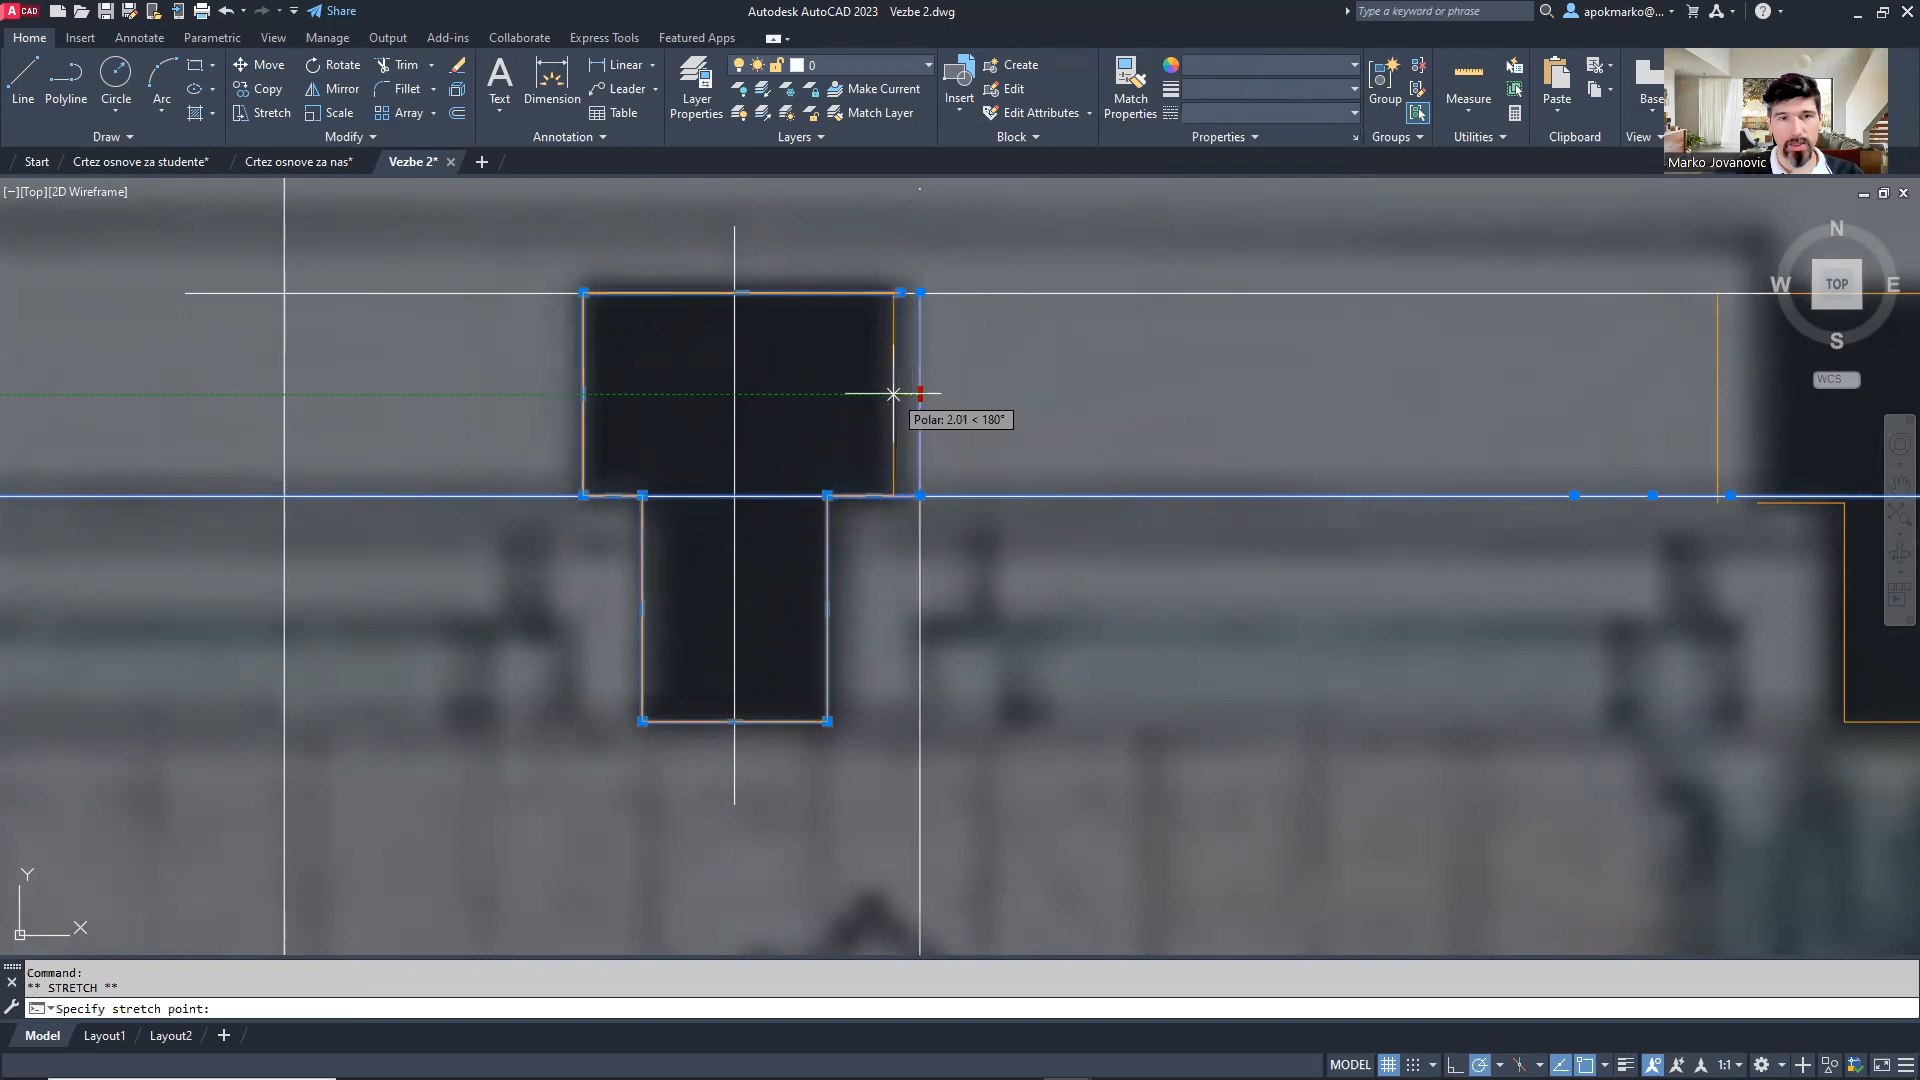 CAD
Share
Autodesk AutoCAD 2023 Vezbe 2.dwg
Type a keyword or phrase
apokmarko@...
Home Insert Annotate Parametric View Manage Output Add-ins Collaborate Express Tools Featured Apps
Line
Polyline
Circle
Arc
Move
Rotate
Trim
Copy
Mirror
Fillet
Stretch
Scale
Array
Text
Dimension
Linear
Leader
Table
Layer
Properties
0
Make Current
Match Layer
Insert
Create
Edit
Edit Attributes
Match
Properties
Group
Measure
Paste
Base
Draw
Modify
Annotation
Layers
Block
Properties
Groups
Utilities
Clipboard
View
Marko Jovanovic
Start
Crtez osnove za studente*
Crtez osnove za nas*
Vezbe 2*
[−][Top][2D Wireframe]
N
W TOP E
S
WCS
Polar: 2.01 < 180°
Y
X
Command:
** STRETCH **
Specify stretch point:
Model Layout1 Layout2
MODEL
1:1